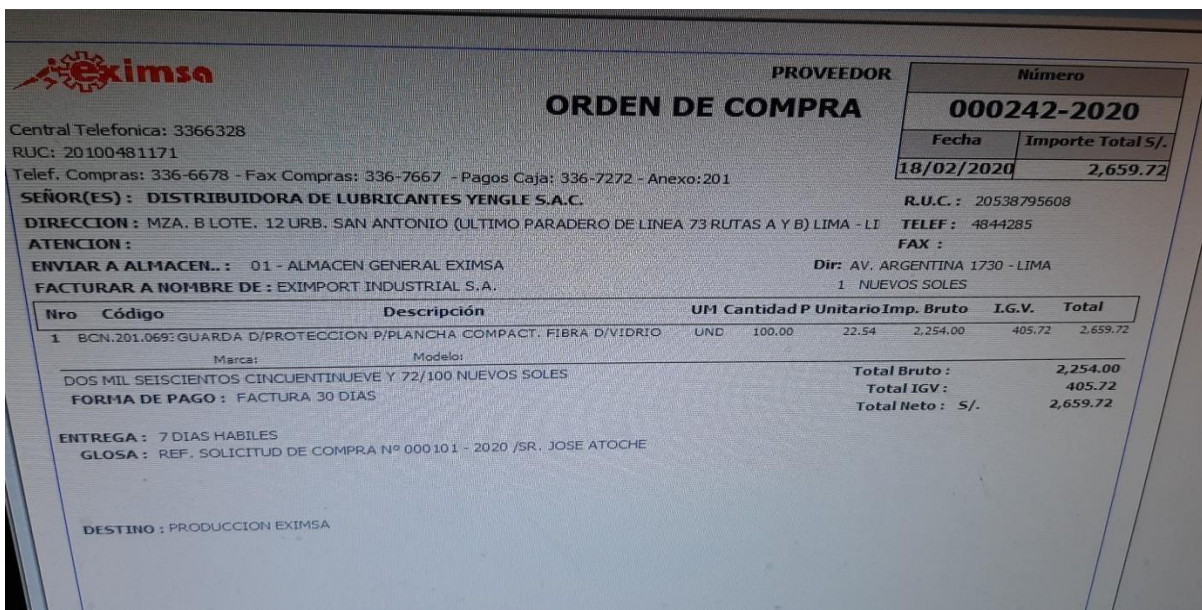 eximsa
PROVEEDOR
ORDEN DE COMPRA
Número
000242-2020
Fecha Importe Total S/.
18/02/2020 2,659.72
Central Telefonica: 3366328
RUC: 20100481171
Telef. Compras: 336-6678 - Fax Compras: 336-7667 - Pagos Caja: 336-7272 - Anexo:201
SEÑOR(ES) : DISTRIBUIDORA DE LUBRICANTES YENGLE S.A.C. R.U.C. : 20538795608
DIRECCION : MZA. B LOTE. 12 URB. SAN ANTONIO (ULTIMO PARADERO DE LINEA 73 RUTAS A Y B) LIMA - LI TELEF : 4844285
ATENCION : FAX :
ENVIAR A ALMACEN.. : 01 - ALMACEN GENERAL EXIMSA Dir: AV. ARGENTINA 1730 - LIMA
FACTURAR A NOMBRE DE : EXIMPORT INDUSTRIAL S.A. 1 NUEVOS SOLES
Nro Código Descripción UM Cantidad P Unitario Imp. Bruto I.G.V. Total
1 BCN.201.069 GUARDA D/PROTECCION P/PLANCHA COMPACT. FIBRA D/VIDRIO UND 100.00 22.54 2,254.00 405.72 2,659.72
Marca: Modelo:
DOS MIL SEISCIENTOS CINCUENTINUEVE Y 72/100 NUEVOS SOLES Total Bruto : 2,254.00
FORMA DE PAGO : FACTURA 30 DIAS Total IGV : 405.72
Total Neto : S/. 2,659.72
ENTREGA : 7 DIAS HABILES
GLOSA : REF. SOLICITUD DE COMPRA Nº 000101 - 2020 /SR. JOSE ATOCHE
DESTINO : PRODUCCION EXIMSA